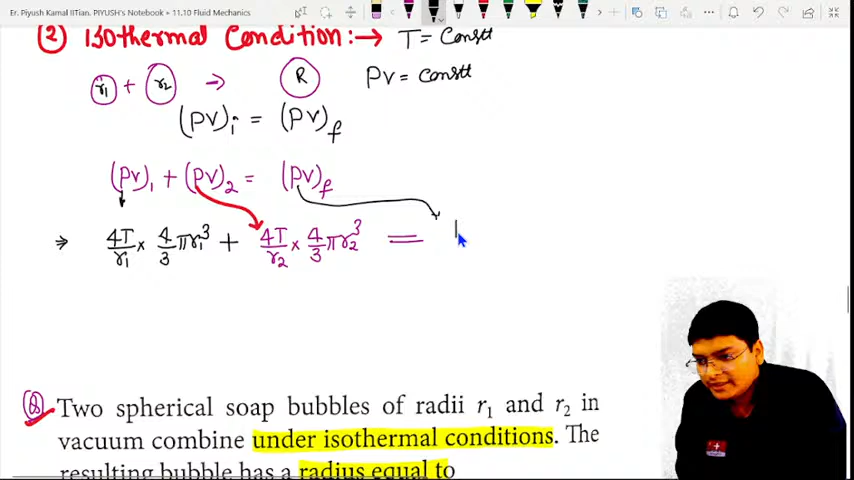 Er. Piyush Kamal IITian. PIYUSH's Notebook » 11.10 Fluid Mechanics
② Isothermal Condition :→ T = Constt
r₁ + r₂ → R PV = constt
(PV)ᵢ = (PV)f
(PV)₁ + (PV)₂ = (PV)f
⇒ 4T/r₁ × 4/3 πr₁³ + 4T/r₂ × 4/3 πr₂³ =
Q Two spherical soap bubbles of radii r₁ and r₂ in
vacuum combine under isothermal conditions. The
resulting bubble has a radius equal to